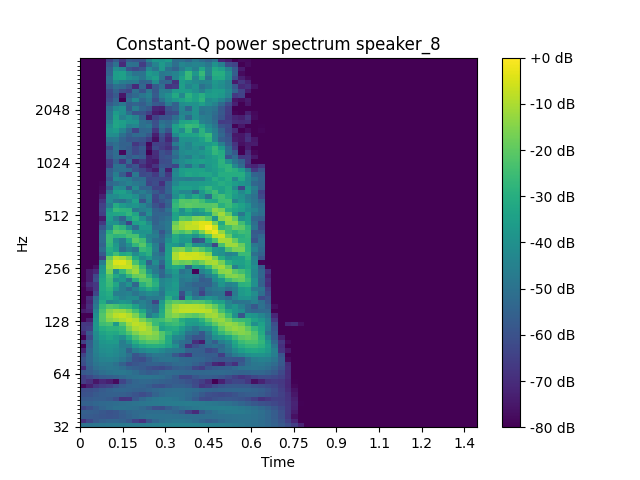 Constant-Q power spectrum speaker_8
Hz
2048
1024
512
256
128
64
32
0 0.15 0.3 0.45 0.6 0.75 0.9 1.1 1.2 1.4
Time
+0 dB
-10 dB
-20 dB
-30 dB
-40 dB
-50 dB
-60 dB
-70 dB
-80 dB